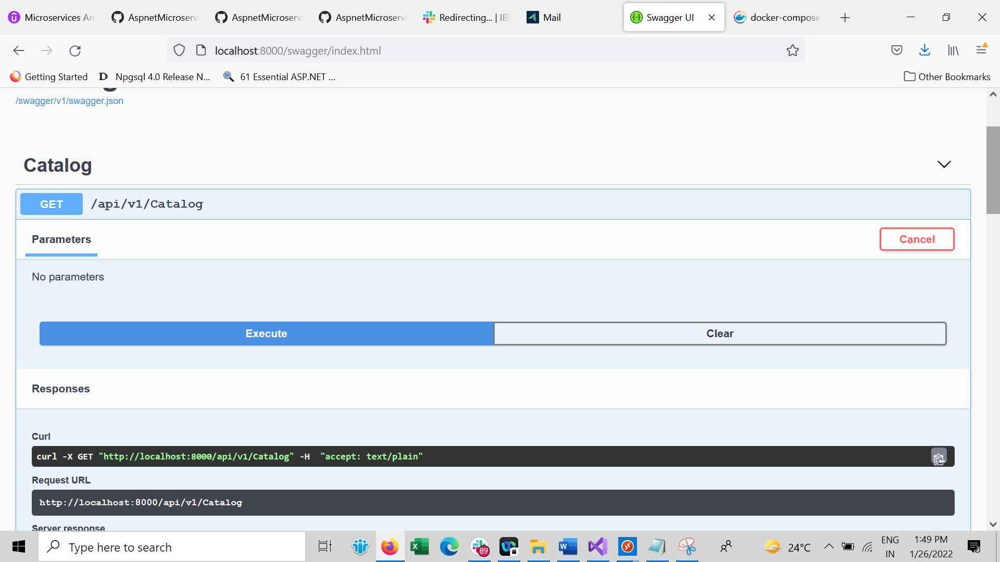 Microservices Arc
AspnetMicroservi
AspnetMicroservi
AspnetMicroservi
Redirecting... | IB
Mail
Swagger UI
docker-compose
localhost:8000/swagger/index.html
Getting Started
Npgsql 4.0 Release N...
61 Essential ASP.NET ...
Other Bookmarks
/swagger/v1/swagger.json
Catalog
GET /api/v1/Catalog
Parameters
Cancel
No parameters
Execute
Clear
Responses
Curl
curl -X GET "http://localhost:8000/api/v1/Catalog" -H  "accept: text/plain"
Request URL
http://localhost:8000/api/v1/Catalog
Server response
Type here to search
89
24°C
ENG
IN
1:49 PM
1/26/2022